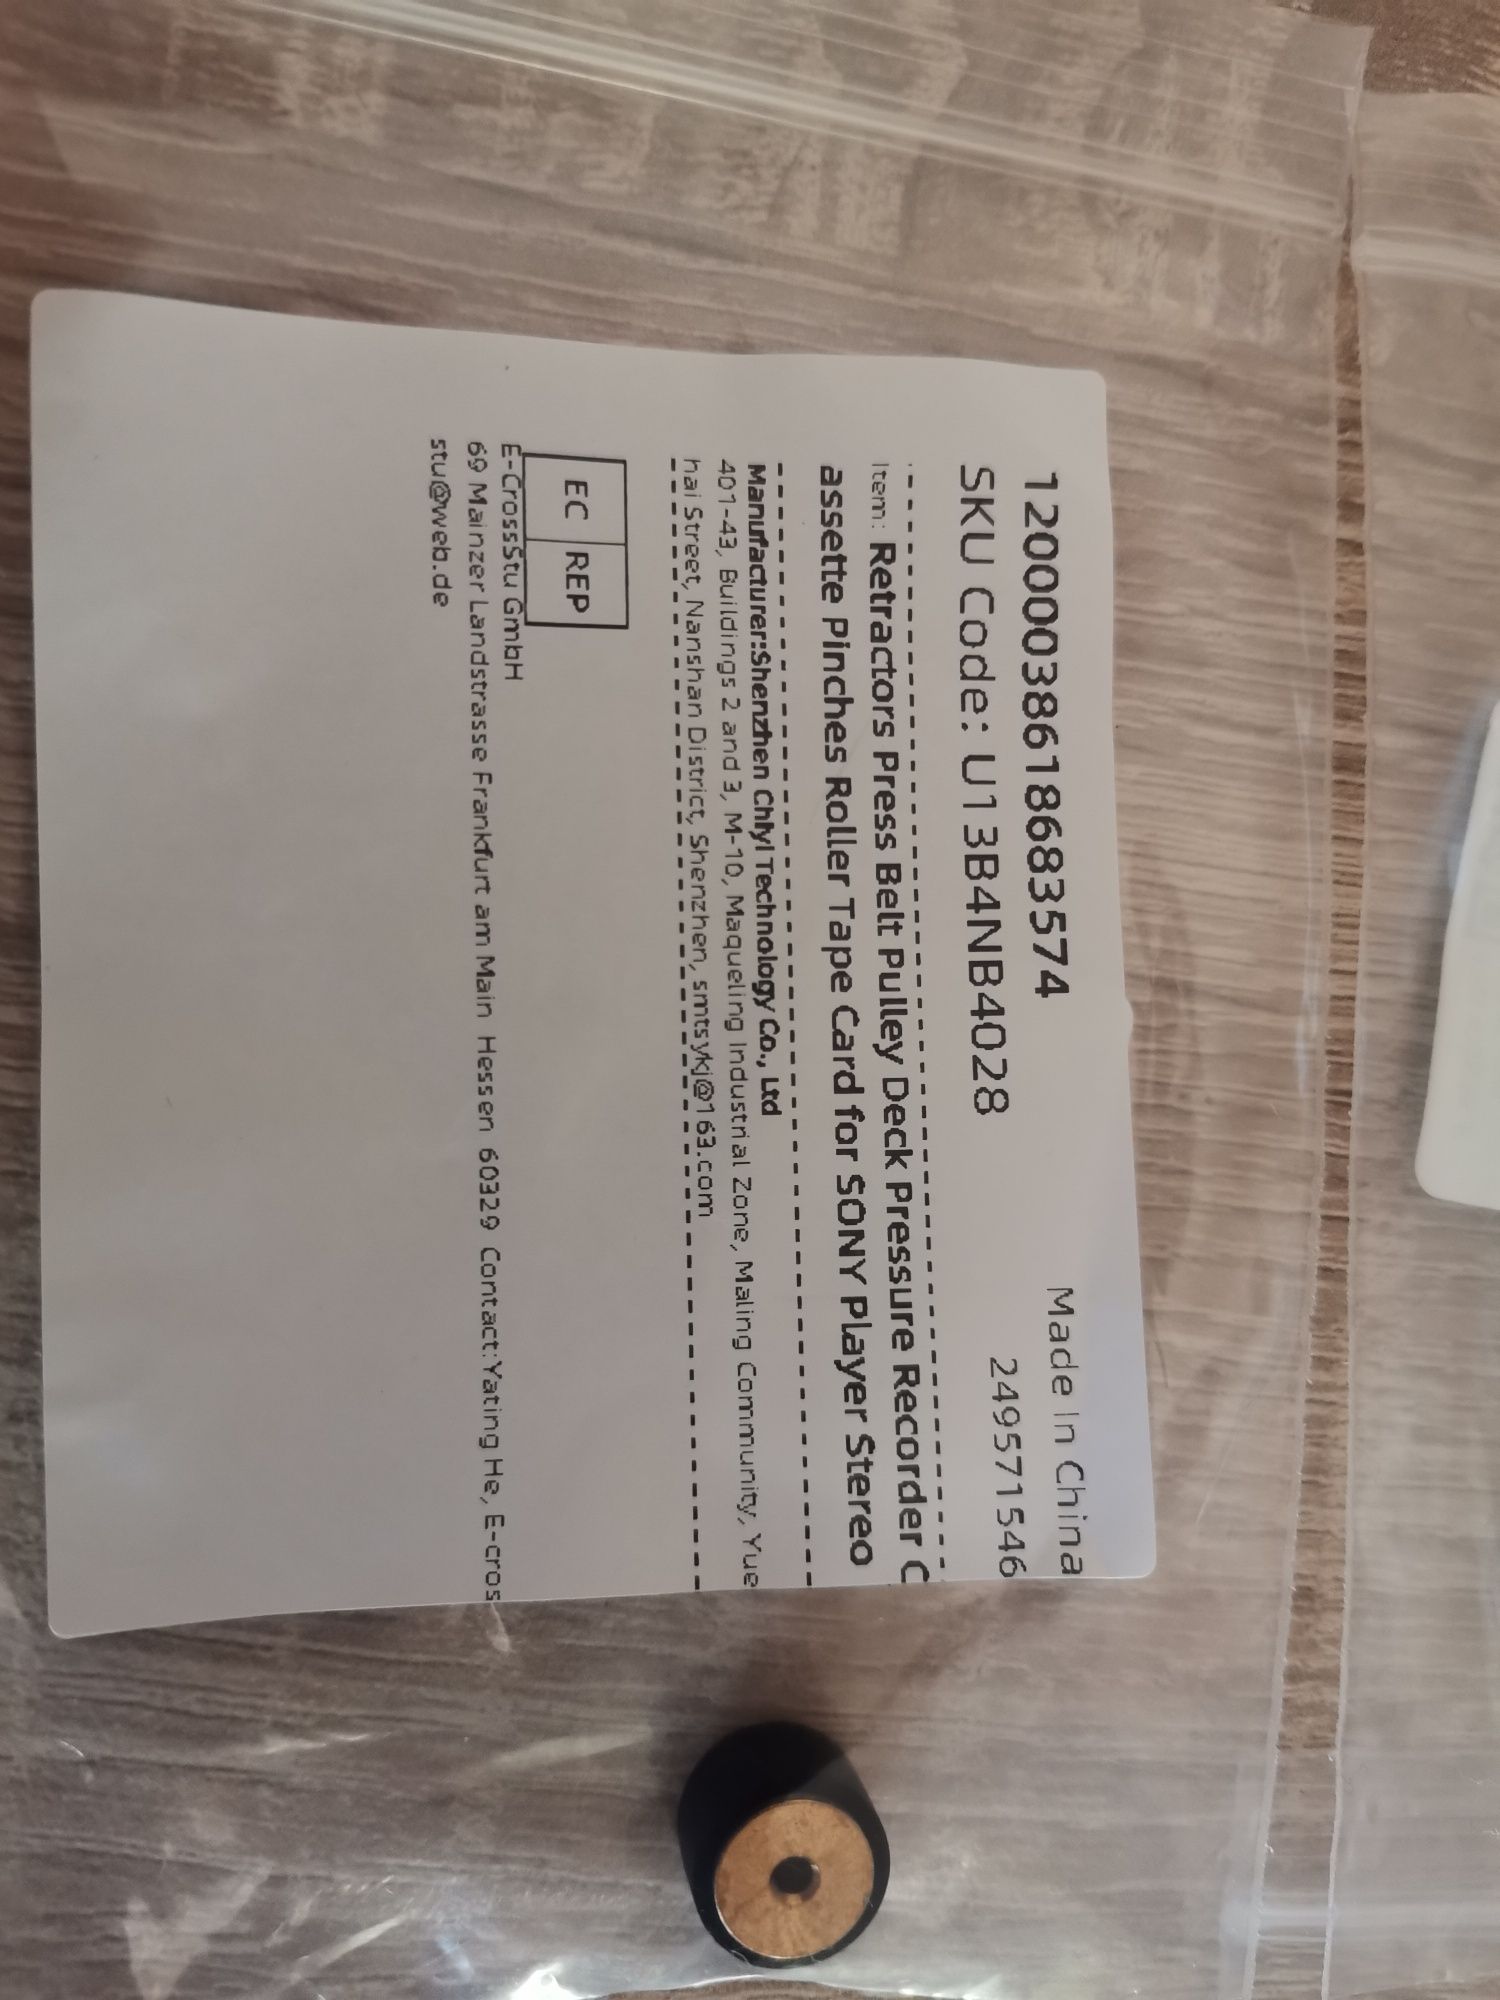 12000038618683574
Made In China
SKU Code: U13B4NB4028
249571546
Item: Retractors Press Belt Pulley Deck Pressure Recorder C
assette Pinches Roller Tape Card for SONY Player Stereo
Manufacturer:Shenzhen Chlyl Technology Co., Ltd
401-43, Buildings 2 and 3, M-10, Maqueling Industrial Zone, Maling Community, Yue
hai Street, Nanshan District, Shenzhen, smtsykj@163.com
EC REP
E-CrossStu GmbH
69 Mainzer Landstrasse Frankfurt am Main Hessen 60329 Contact:Yating He, E-cros
stu@web.de